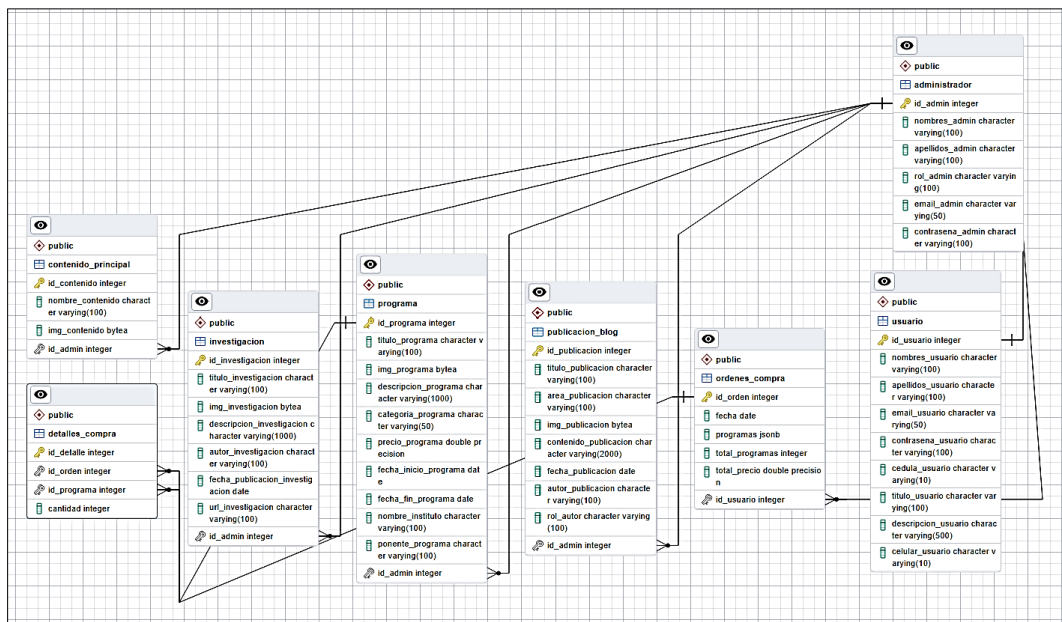 public
administrador
id_admin integer
nombres_admin character
varying(100)
apellidos_admin character
varying(100)
rol_admin character varyin
g(100)
email_admin character var
ying(50)
contrasena_admin charact
er varying(100)
public
contenido_principal
id_contenido integer
nombre_contenido charact
er varying(100)
img_contenido bytea
id_admin integer
public
detalles_compra
id_detalle integer
id_orden integer
id_programa integer
cantidad integer
public
investigacion
id_investigacion integer
titulo_investigacion charact
er varying(100)
img_investigacion bytea
descripcion_investigacion c
haracter varying(1000)
autor_investigacion charact
er varying(100)
fecha_publicacion_investig
acion date
url_investigacion character
varying(100)
id_admin integer
public
programa
id_programa integer
titulo_programa character v
arying(100)
img_programa bytea
descripcion_programa char
acter varying(1000)
categoria_programa charac
ter varying(50)
precio_programa double pr
ecision
fecha_inicio_programa dat
e
fecha_fin_programa date
nombre_instituto character
varying(100)
ponente_programa charact
er varying(100)
id_admin integer
public
publicacion_blog
id_publicacion integer
titulo_publicacion character
varying(100)
area_publicacion character
varying(100)
img_publicacion bytea
contenido_publicacion char
acter varying(2000)
fecha_publicacion date
autor_publicacion characte
r varying(100)
rol_autor character varying
(100)
id_admin integer
public
ordenes_compra
id_orden integer
fecha date
programas jsonb
total_programas integer
total_precio double precisio
n
id_usuario integer
public
usuario
id_usuario integer
nombres_usuario character
varying(100)
apellidos_usuario characte
r varying(100)
email_usuario character va
rying(50)
contrasena_usuario charac
ter varying(100)
cedula_usuario character v
arying(10)
titulo_usuario character var
ying(100)
descripcion_usuario charac
ter varying(500)
celular_usuario character v
arying(10)